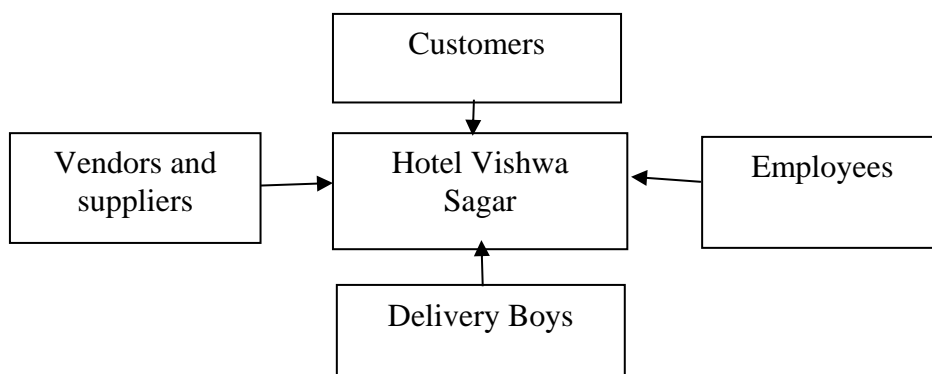 Customers
Vendors and
suppliers
Hotel Vishwa
Sagar
Employees
Delivery Boys